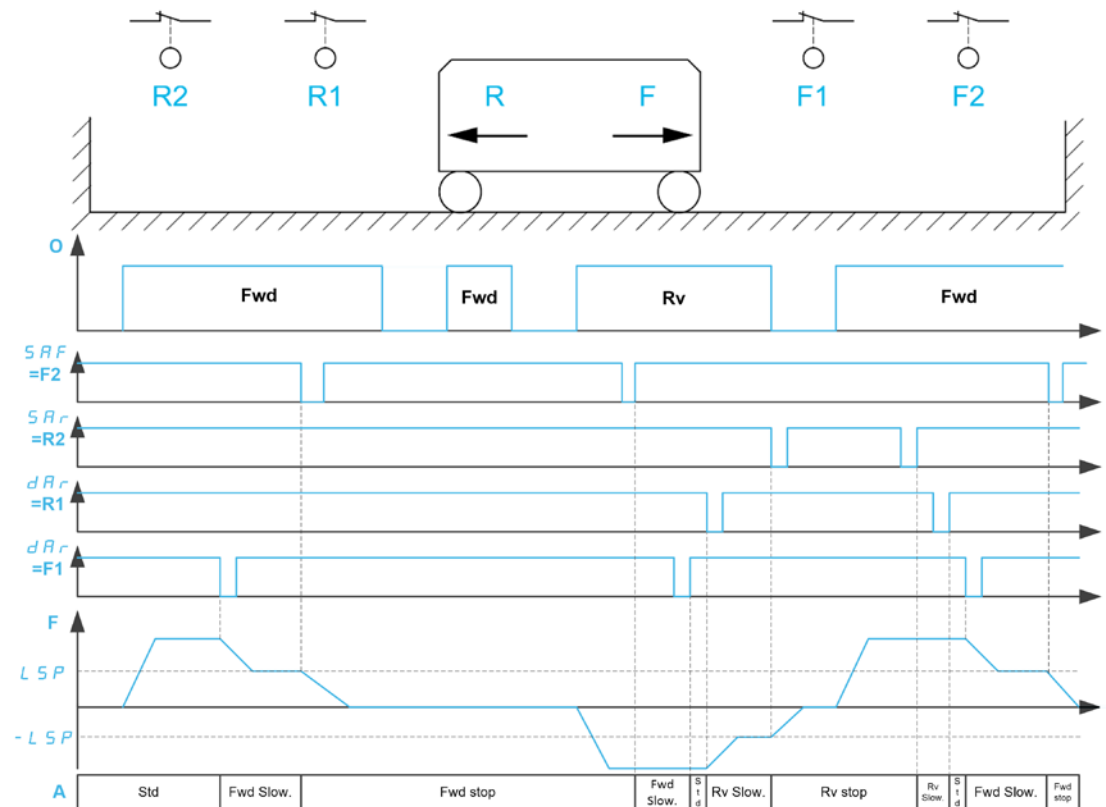 R2 R1 R F F1 F2
O
Fwd Fwd Rv Fwd
SAF
=F2
SAr
=R2
dAr
=R1
dAr
=F1
F
LSP
-LSP
A Std Fwd Slow. Fwd stop Fwd Slow. Std Rv Slow. Rv stop Rv Slow. St Fwd Slow. Fwd stop